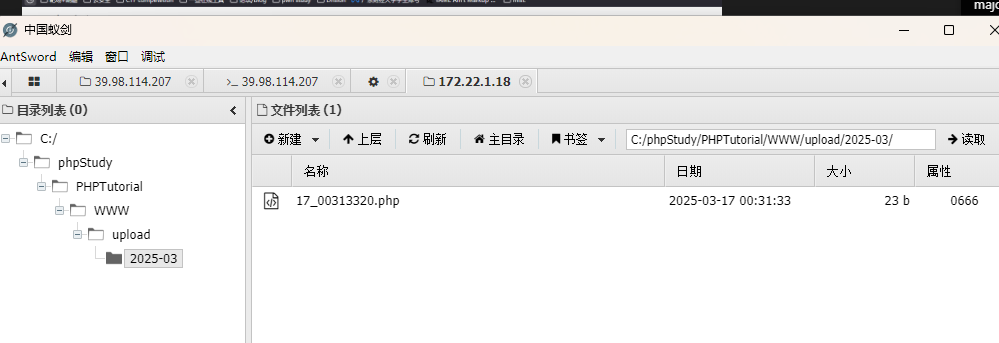 majo
中国蚁剑
AntSword 编辑 窗口 调试
39.98.114.207 >_ 39.98.114.207 172.22.1.18
目录列表 (0)
文件列表 (1)
新建 上层 刷新 主目录 书签 C:/phpStudy/PHPTutorial/WWW/upload/2025-03/ 读取
C:/
phpStudy
PHPTutorial
WWW
upload
2025-03
名称 日期 大小 属性
17_00313320.php 2025-03-17 00:31:33 23 b 0666